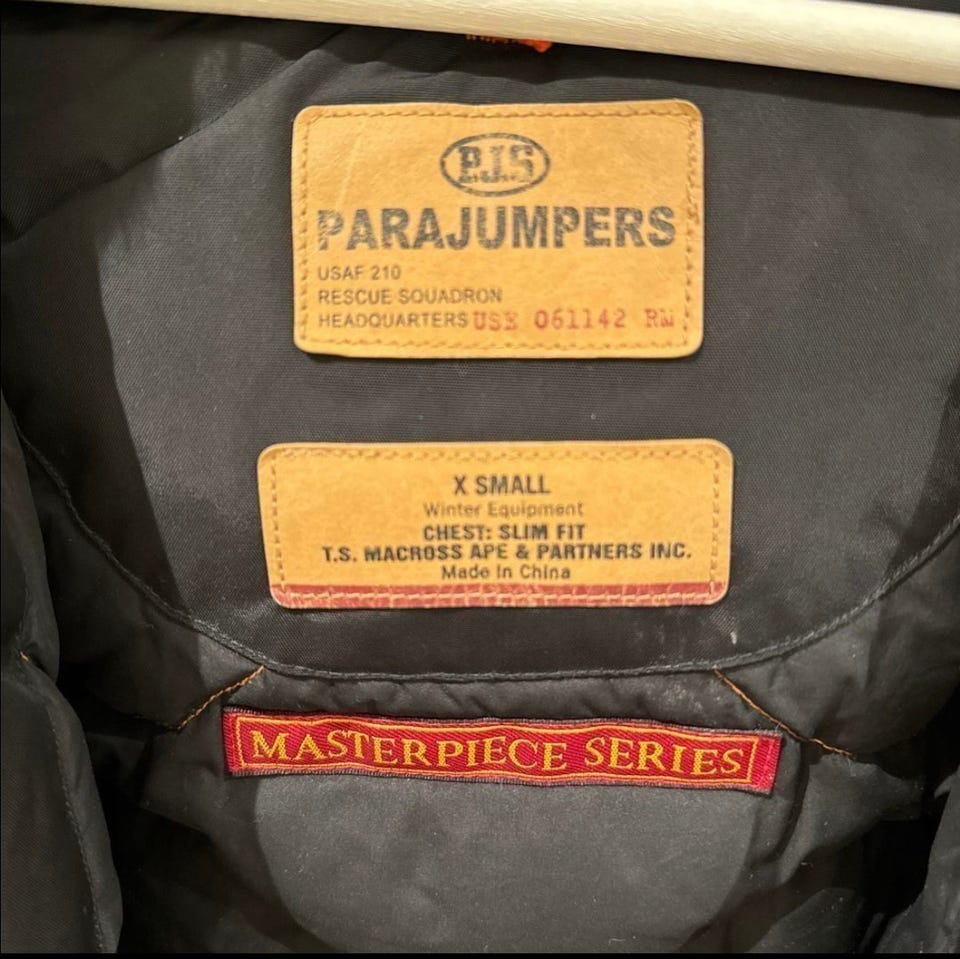 P.J.S
PARAJUMPERS
USAF 210
RESCUE SQUADRON
HEADQUARTERS USE 061142 RM
X SMALL
Winter Equipment
CHEST: SLIM FIT
T.S. MACROSS APE & PARTNERS INC.
Made in China
MASTERPIECE SERIES